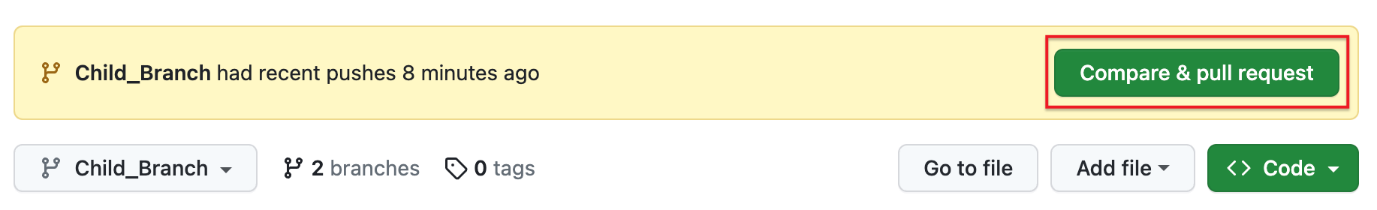 Child_Branch had recent pushes 8 minutes ago
Compare & pull request
Child_Branch
2 branches
0 tags
Go to file
Add file
<> Code